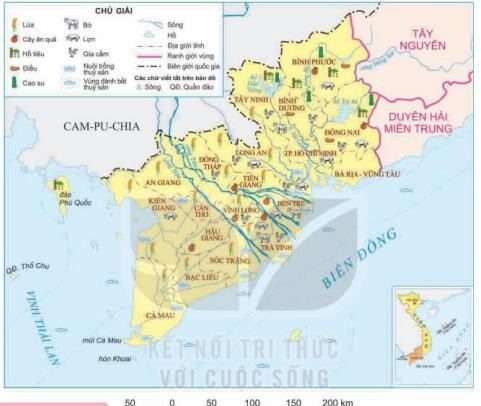 CHÚ GIẢI
Lúa
Cây ăn quả
Hồ tiêu
Điều
Cao su
Bò
Lợn
Gia cầm
Nuôi trồng
thuỷ sản
Vùng đánh bắt
thuỷ sản
Sông
Hồ
Địa giới tỉnh
Ranh giới vùng
Biên giới quốc gia
Các chữ viết tắt trên bản đồ
S. Sông
QĐ. Quần đảo
TÂY
NGUYÊN
DUYÊN HẢI
MIỀN TRUNG
CAM-PU-CHIA
BÌNH PHƯỚC
TÂY NINH
BÌNH
DƯƠNG
ĐỒNG NAI
TP. HỒ CHÍ MINH
BÀ RỊA - VŨNG TÀU
LONG AN
ĐỒNG
THÁP
TIỀN
GIANG
AN GIANG
BẾN TRE
VĨNH LONG
CẦN
THƠ
KIÊN
GIANG
HẬU
GIANG
TRÀ VINH
SÓC TRĂNG
BẠC LIÊU
CÀ MAU
đảo
Phú Quốc
QĐ. Thổ Chu
VỊNH THÁI LAN
BIỂN ĐÔNG
mũi Cà Mau
hòn Khoai
KẾT NỐI TRI THỨC
VỚI CUỘC SỐNG
50 0 50 100 150 200 km